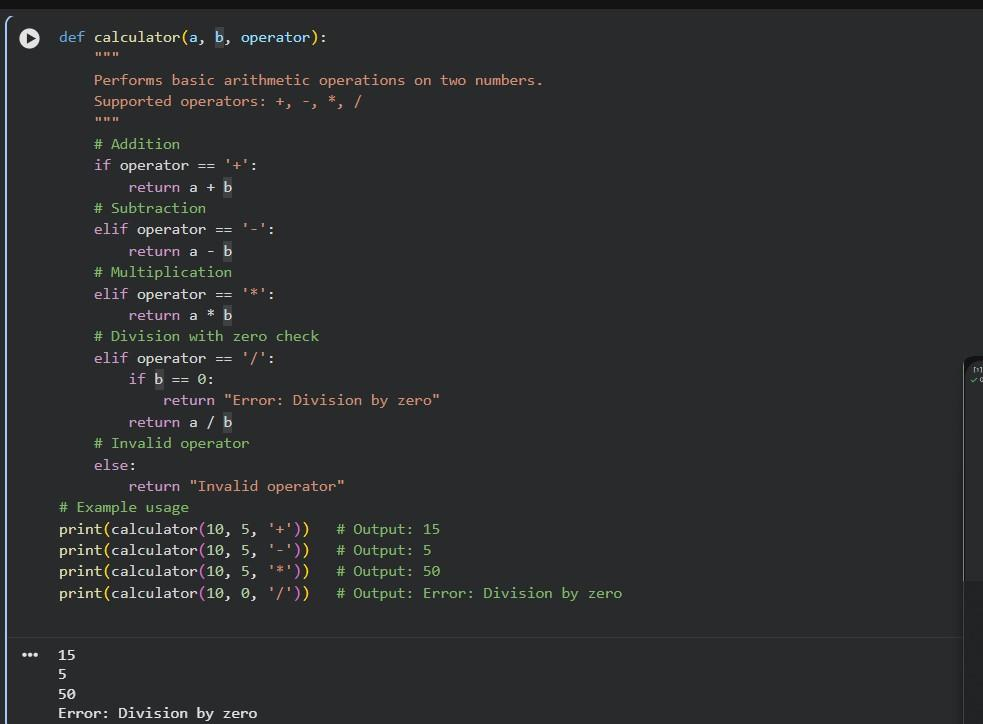 def calculator(a, b, operator):
    """
    Performs basic arithmetic operations on two numbers.
    Supported operators: +, -, *, /
    """
    # Addition
    if operator == '+':
        return a + b
    # Subtraction
    elif operator == '-':
        return a - b
    # Multiplication
    elif operator == '*':
        return a * b
    # Division with zero check
    elif operator == '/':
        if b == 0:
            return "Error: Division by zero"
        return a / b
    # Invalid operator
    else:
        return "Invalid operator"
# Example usage
print(calculator(10, 5, '+'))   # Output: 15
print(calculator(10, 5, '-'))   # Output: 5
print(calculator(10, 5, '*'))   # Output: 50
print(calculator(10, 0, '/'))   # Output: Error: Division by zero
15
5
50
Error: Division by zero